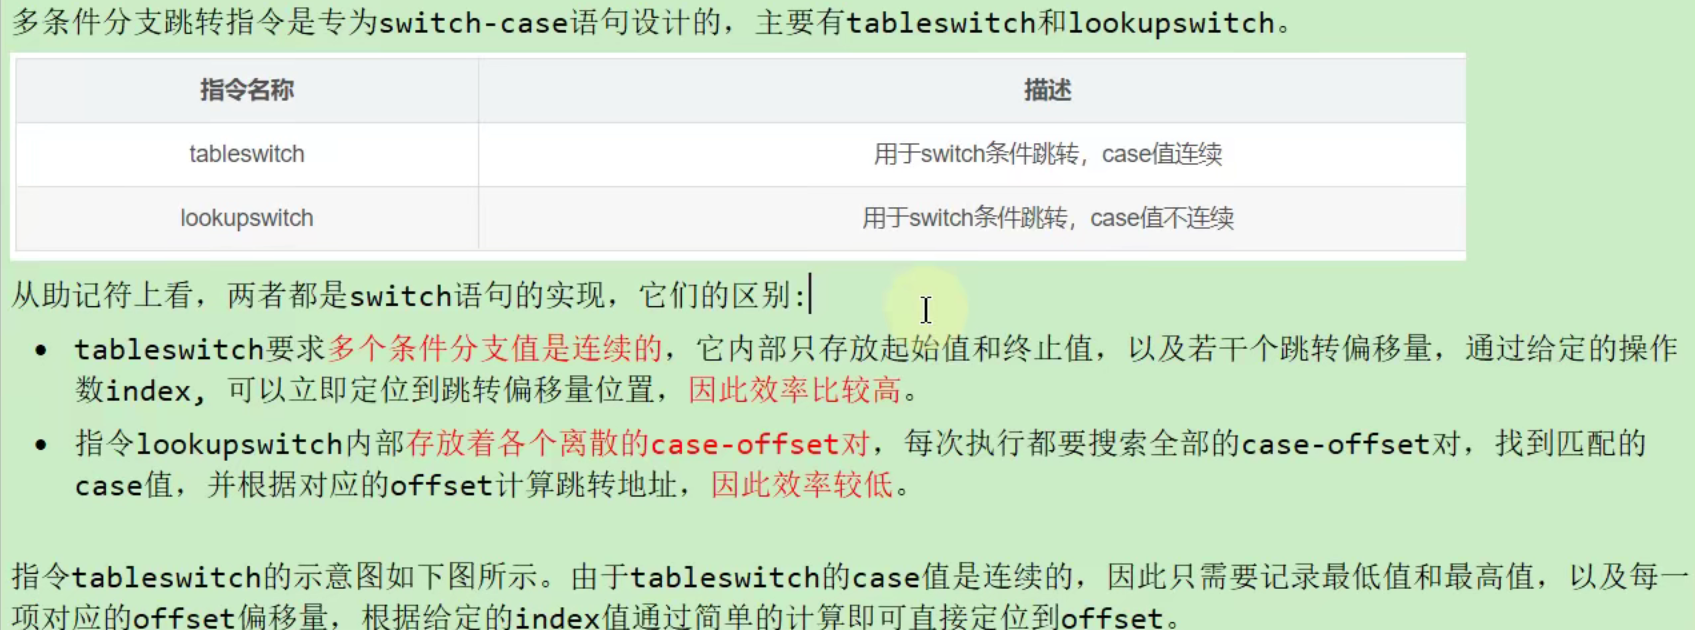 多条件分支跳转指令是专为switch-case语句设计的，主要有tableswitch和lookupswitch。
指令名称 描述
tableswitch 用于switch条件跳转，case值连续
lookupswitch 用于switch条件跳转，case值不连续
从助记符上看，两者都是switch语句的实现，它们的区别:
• tableswitch要求多个条件分支值是连续的，它内部只存放起始值和终止值，以及若干个跳转偏移量，通过给定的操作
数index，可以立即定位到跳转偏移量位置，因此效率比较高。
• 指令lookupswitch内部存放着各个离散的case-offset对，每次执行都要搜索全部的case-offset对，找到匹配的
case值，并根据对应的offset计算跳转地址，因此效率较低。
指令tableswitch的示意图如下图所示。由于tableswitch的case值是连续的，因此只需要记录最低值和最高值，以及每一
项对应的offset偏移量，根据给定的index值通过简单的计算即可直接定位到offset。